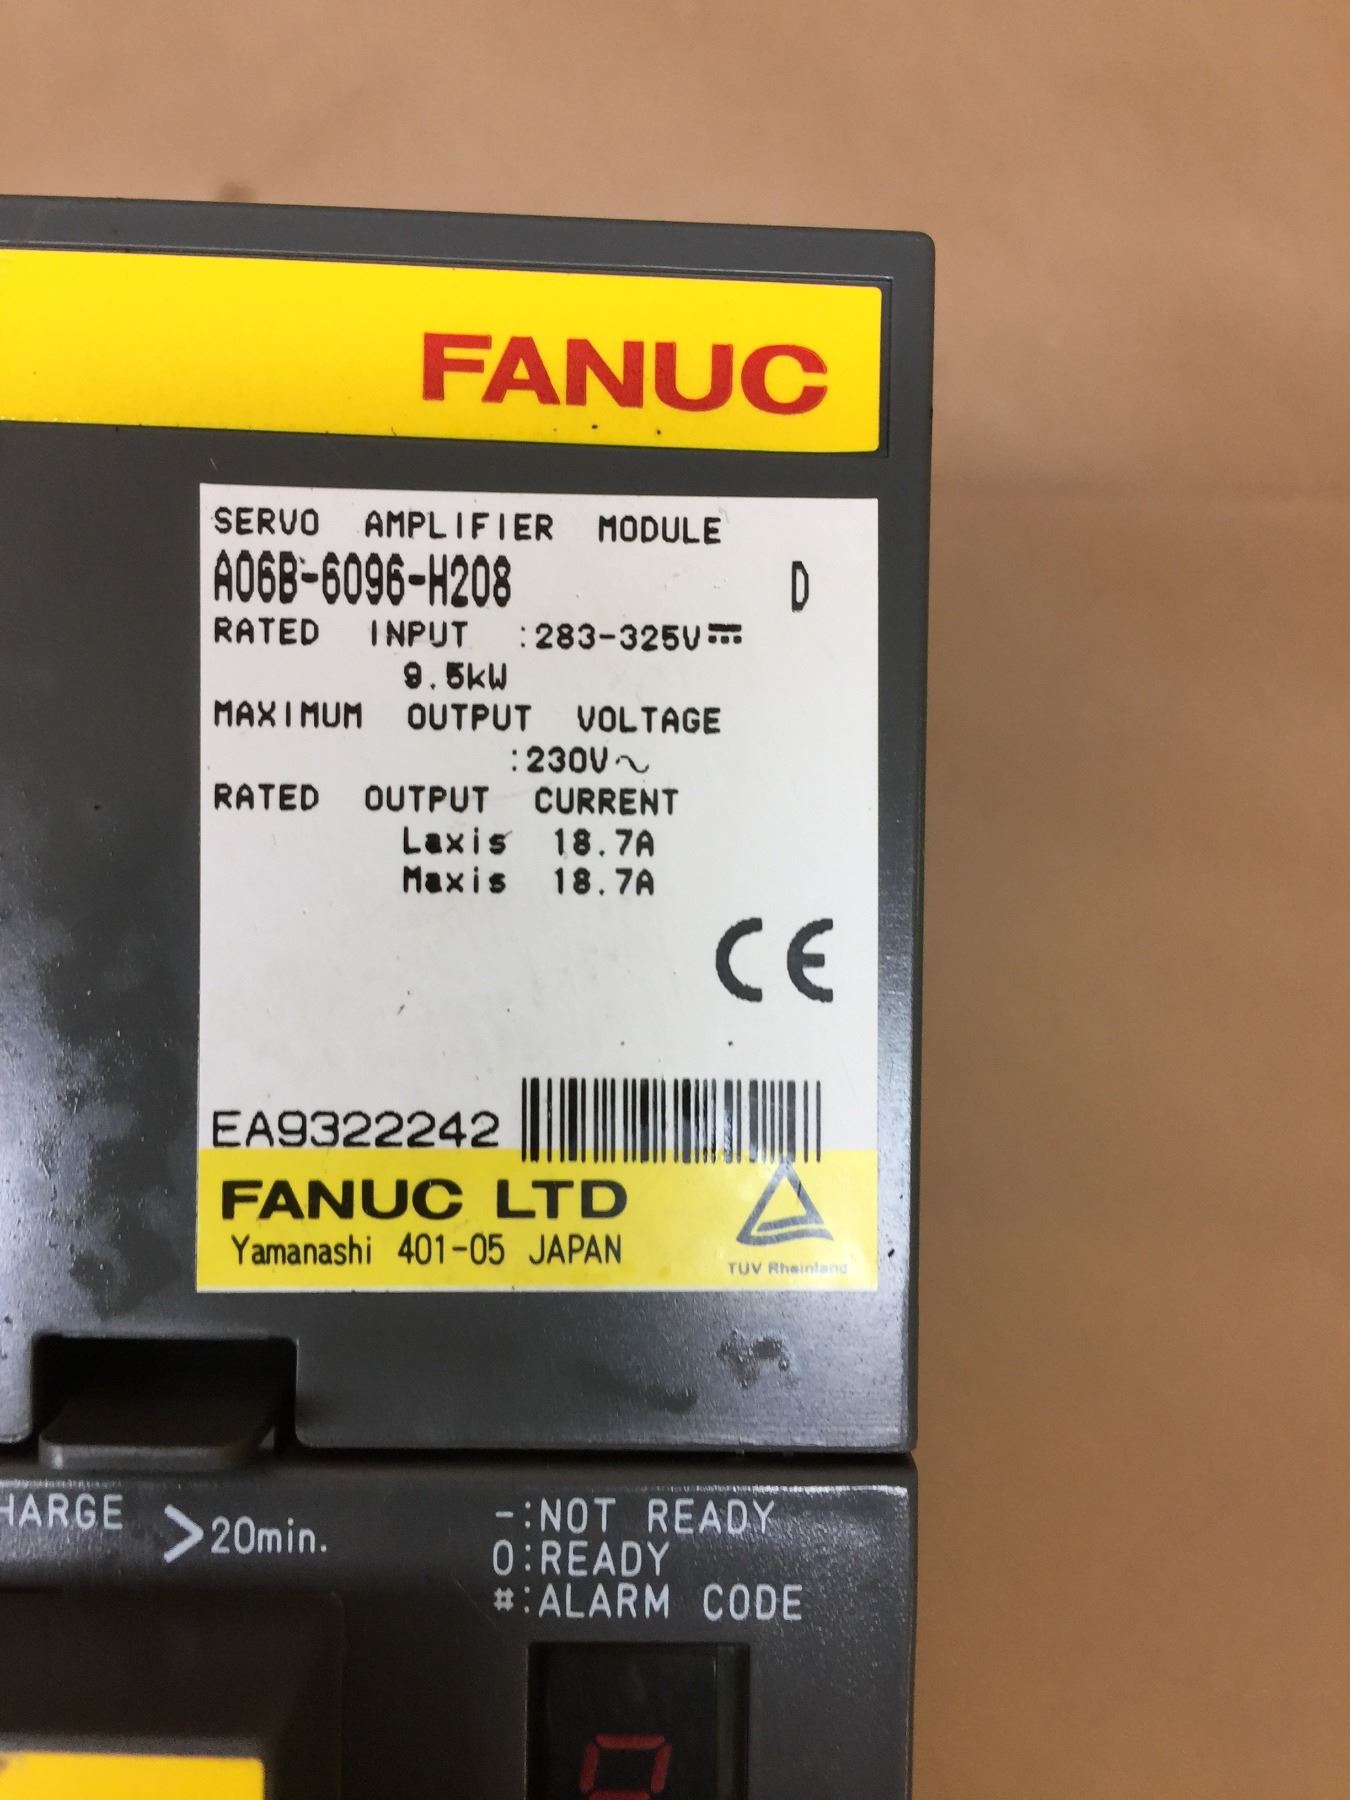 FANUC
SERVO AMPLIFIER MODULE
A06B-6096-H208 D
RATED INPUT :283-325V⎓
9.5kW
MAXIMUM OUTPUT VOLTAGE
:230V～
RATED OUTPUT CURRENT
Laxis 18.7A
Maxis 18.7A
CE
EA9322242
FANUC LTD
Yamanashi 401-05 JAPAN
TUV Rheinland
HARGE >20min.
-:NOT READY
0:READY
#:ALARM CODE